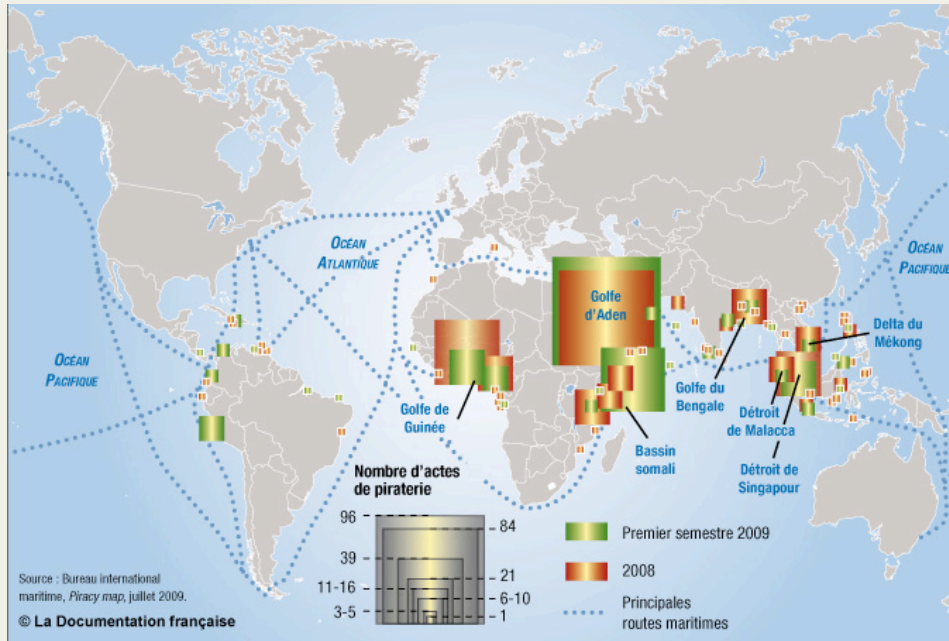 OCÉAN
ATLANTIQUE
OCÉAN
PACIFIQUE
OCÉAN
PACIFIQUE
Golfe
d'Aden
Delta du
Mékong
Golfe du
Bengale
Détroit
de Malacca
Détroit de
Singapour
Golfe de
Guinée
Bassin
somali
Nombre d'actes
de piraterie
96
84
39
21
11-16
6-10
3-5
1
Premier semestre 2009
2008
Principales
routes maritimes
Source : Bureau international
maritime, Piracy map, juillet 2009.
© La Documentation française